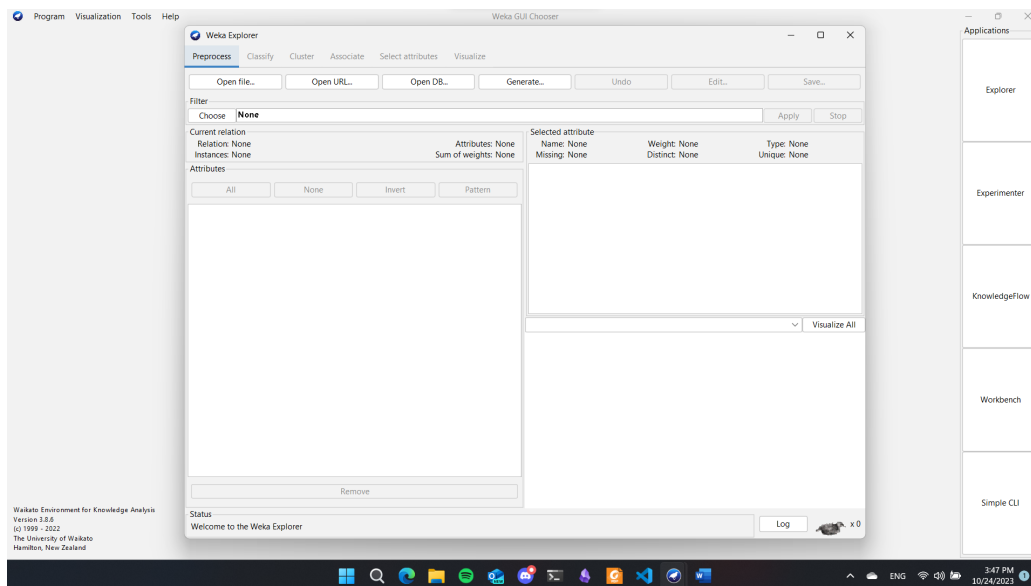 Program Visualization Tools Help
Weka GUI Chooser
Applications
Explorer
Experimenter
KnowledgeFlow
Workbench
Simple CLI
Weka Explorer
Preprocess Classify Cluster Associate Select attributes Visualize
Open file... Open URL... Open DB... Generate... Undo Edit... Save...
Filter
Choose None Apply Stop
Current relation
Relation: None Attributes: None
Instances: None Sum of weights: None
Attributes
All None Invert Pattern
Remove
Selected attribute
Name: None Weight: None Type: None
Missing: None Distinct: None Unique: None
Visualize All
Status
Welcome to the Weka Explorer
Log x 0
Waikato Environment for Knowledge Analysis
Version 3.8.6
(c) 1999 - 2022
The University of Waikato
Hamilton, New Zealand
ENG
3:47 PM
10/24/2023